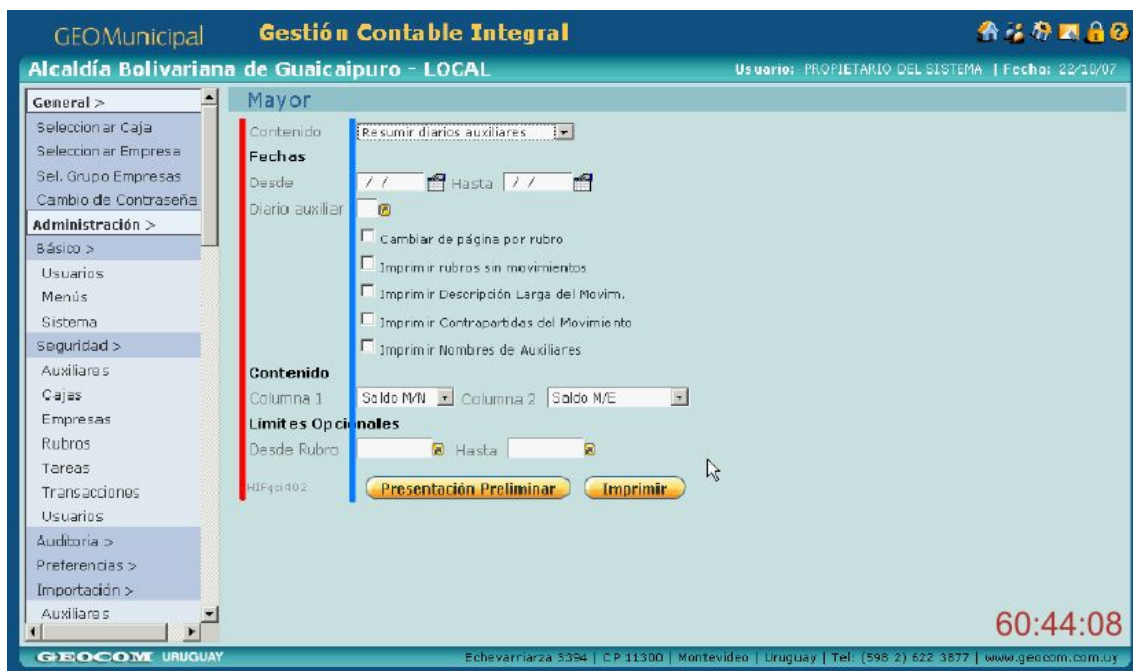 GEOMunicipal
Gestión Contable Integral
Alcaldía Bolivariana de Guaicaipuro - LOCAL
Usuario: PROPIETARIO DEL SISTEMA | Fecha: 22/10/07
General >
Seleccionar Caja
Seleccionar Empresa
Sel. Grupo Empresas
Cambio de Contraseña
Administración >
Básico >
Usuarios
Menús
Sistema
Seguridad >
Auxiliares
Cajas
Empresas
Rubros
Tareas
Transacciones
Usuarios
Auditoria >
Preferencias >
Importación >
Auxiliares
Mayor
Contenido Resumir diarios auxiliares
Fechas
Desde / / Hasta / /
Diario auxiliar
Cambiar de página por rubro
Imprimir rubros sin movimientos
Imprimir Descripción Larga del Movim.
Imprimir Contrapartidas del Movimiento
Imprimir Nombres de Auxiliares
Contenido
Columna 1 Saldo M/N Columna 2 Saldo M/E
Limites Opcionales
Desde Rubro Hasta
Presentación Preliminar Imprimir
60:44:08
GEOCOM URUGUAY
Echevarriarza 3394 | C P 11300 | Montevideo | Uruguay | Tel: (598 2) 622 3877 | www.geocom.com.uy